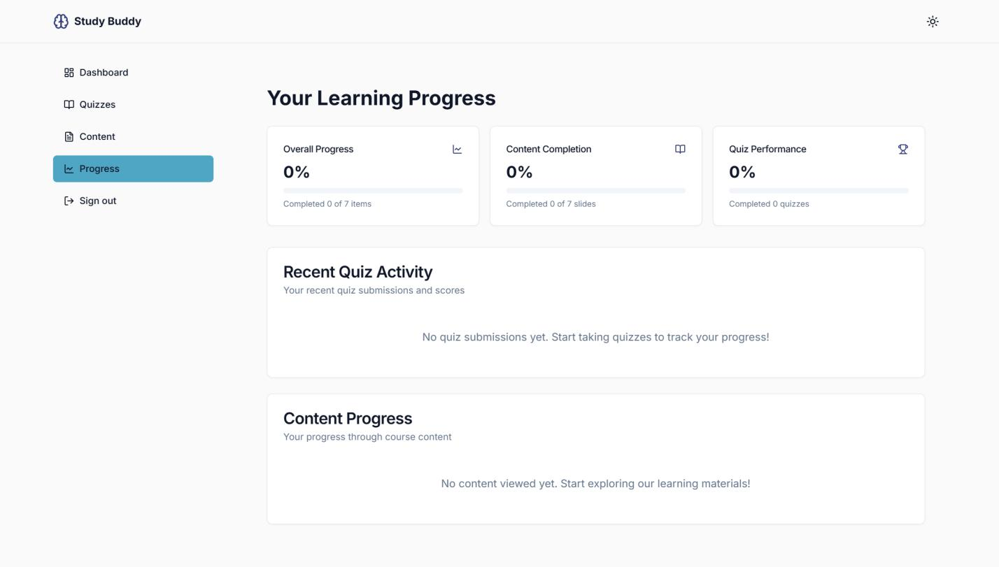 Study Buddy
Dashboard
Quizzes
Content
Progress
Sign out
Your Learning Progress
Overall Progress
0%
Completed 0 of 7 items
Content Completion
0%
Completed 0 of 7 slides
Quiz Performance
0%
Completed 0 quizzes
Recent Quiz Activity
Your recent quiz submissions and scores
No quiz submissions yet. Start taking quizzes to track your progress!
Content Progress
Your progress through course content
No content viewed yet. Start exploring our learning materials!